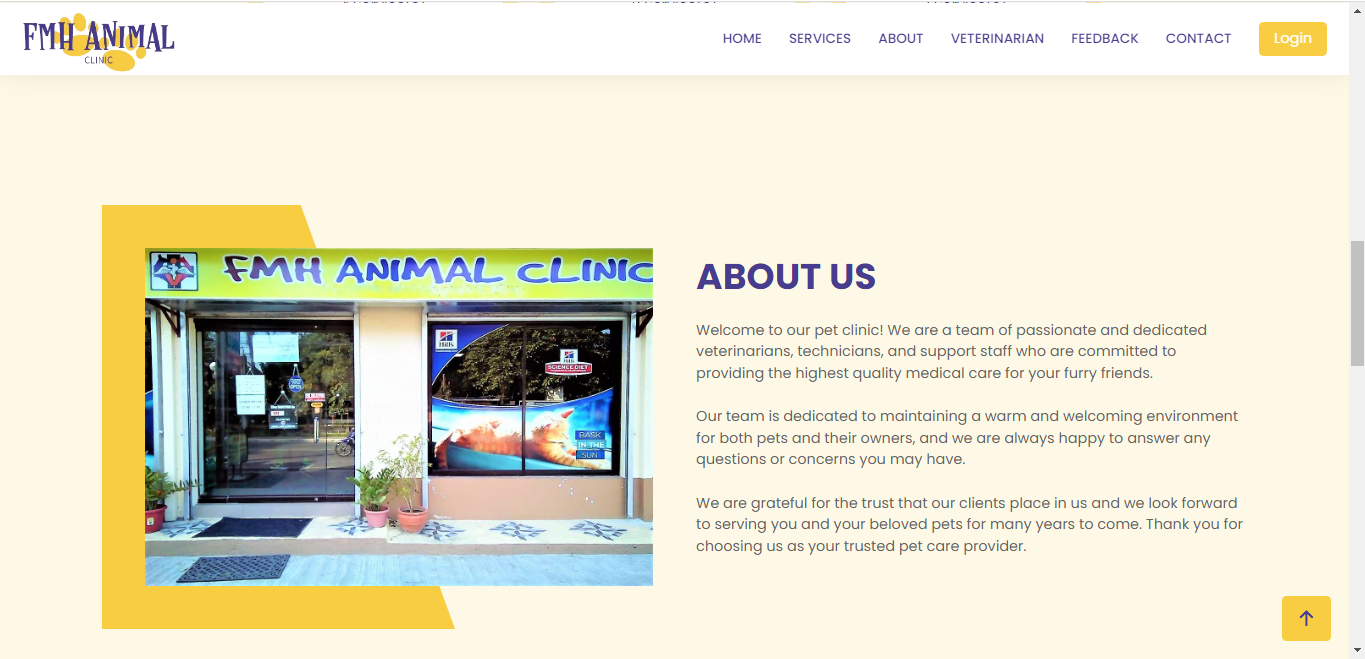 FMH ANIMAL
CLINIC
HOME SERVICES ABOUT VETERINARIAN FEEDBACK CONTACT Login
FMH ANIMAL CLINIC
Hill's
Hill's
SCIENCE DIET
OPEN
BASK
IN THE
SUN
ABOUT US
Welcome to our pet clinic! We are a team of passionate and dedicated
veterinarians, technicians, and support staff who are committed to
providing the highest quality medical care for your furry friends.
Our team is dedicated to maintaining a warm and welcoming environment
for both pets and their owners, and we are always happy to answer any
questions or concerns you may have.
We are grateful for the trust that our clients place in us and we look forward
to serving you and your beloved pets for many years to come. Thank you for
choosing us as your trusted pet care provider.